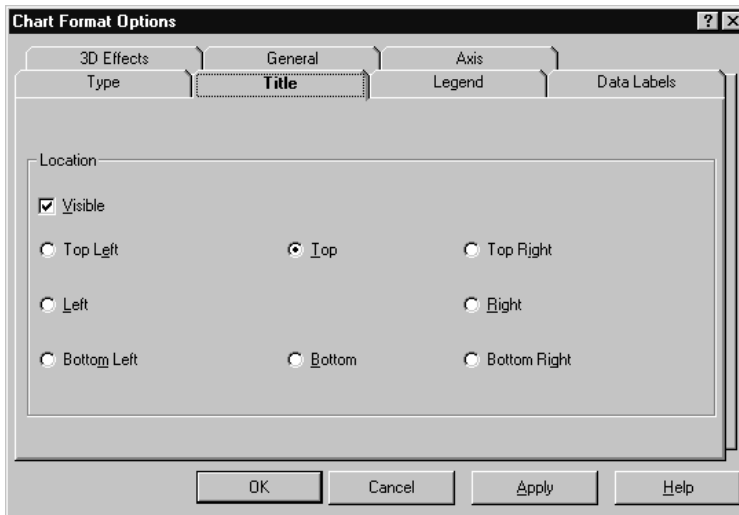 Chart Format Options
3D Effects General Axis
Type Title Legend Data Labels
Location
Visible
Top Left Top Top Right
Left Right
Bottom Left Bottom Bottom Right
OK Cancel Apply Help